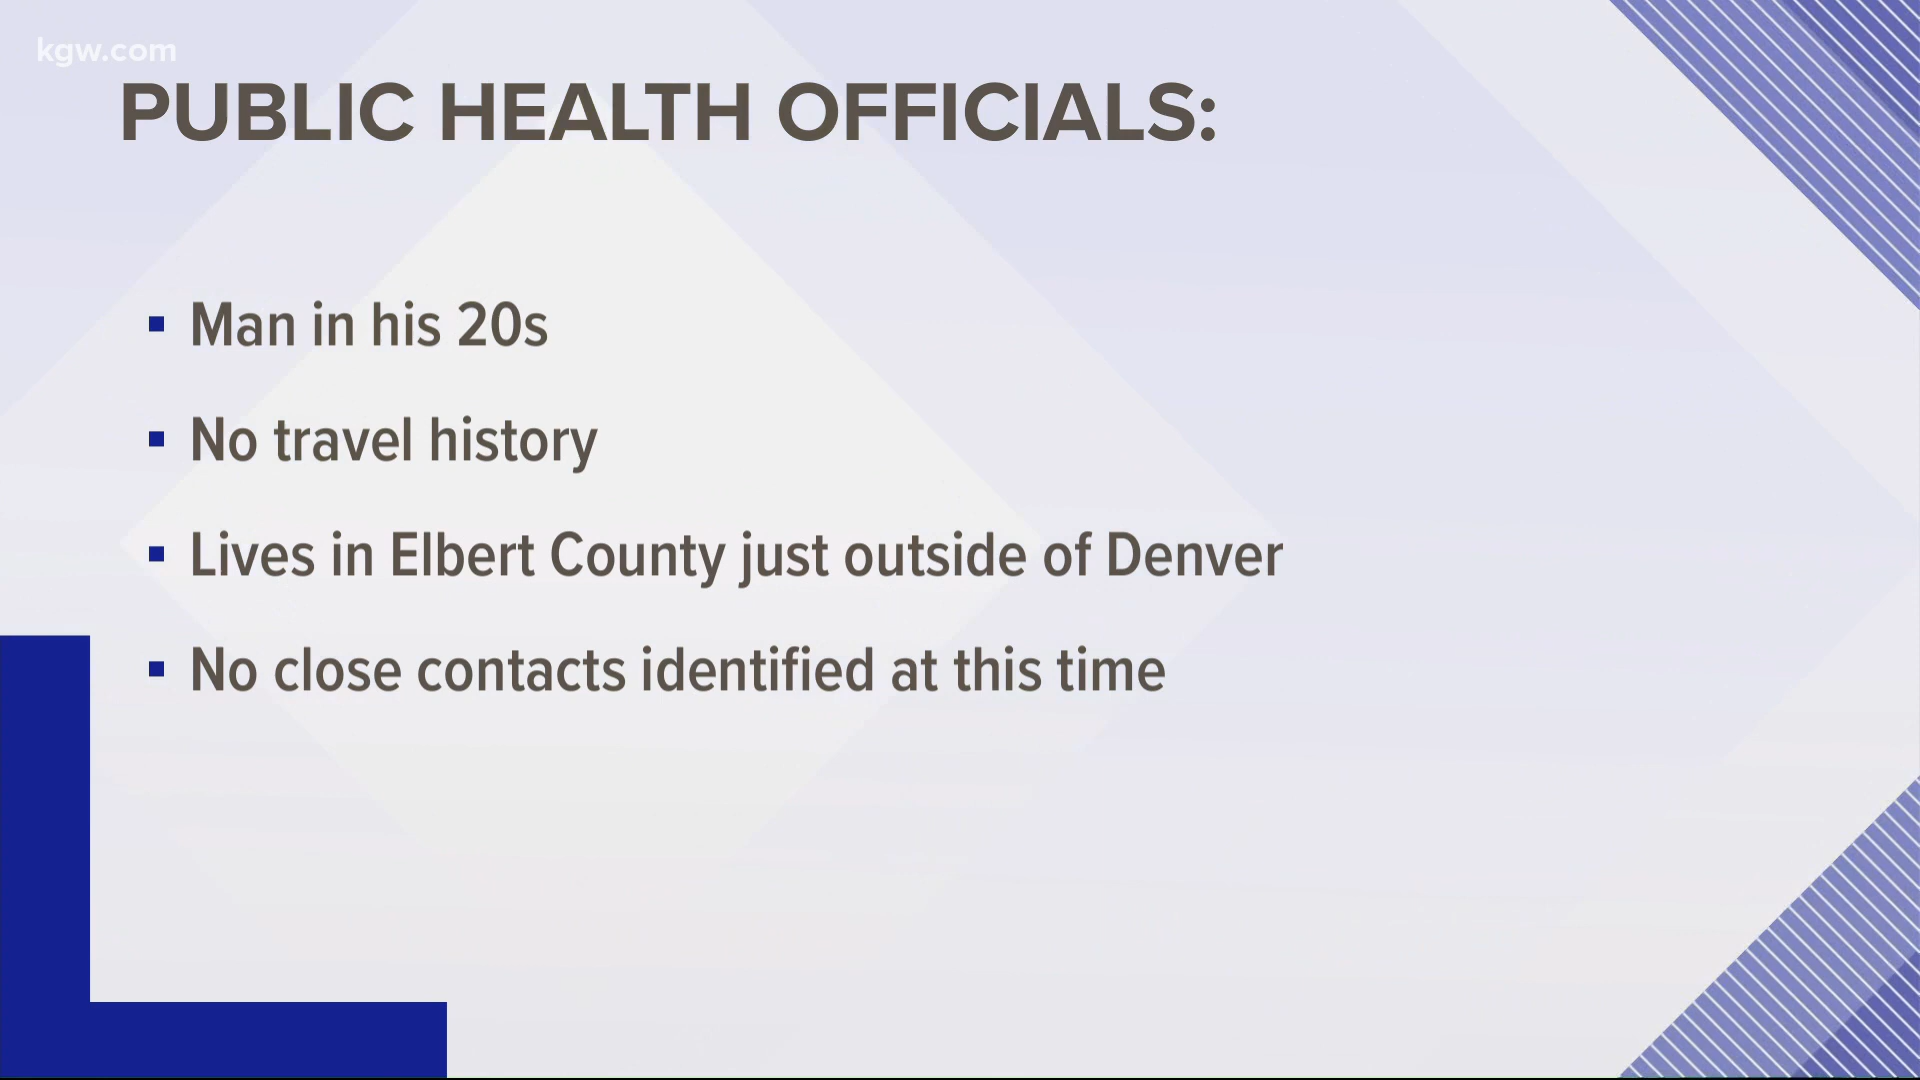 kgw.com
PUBLIC HEALTH OFFICIALS:
▪ Man in his 20s
▪ No travel history
▪ Lives in Elbert County just outside of Denver
▪ No close contacts identified at this time